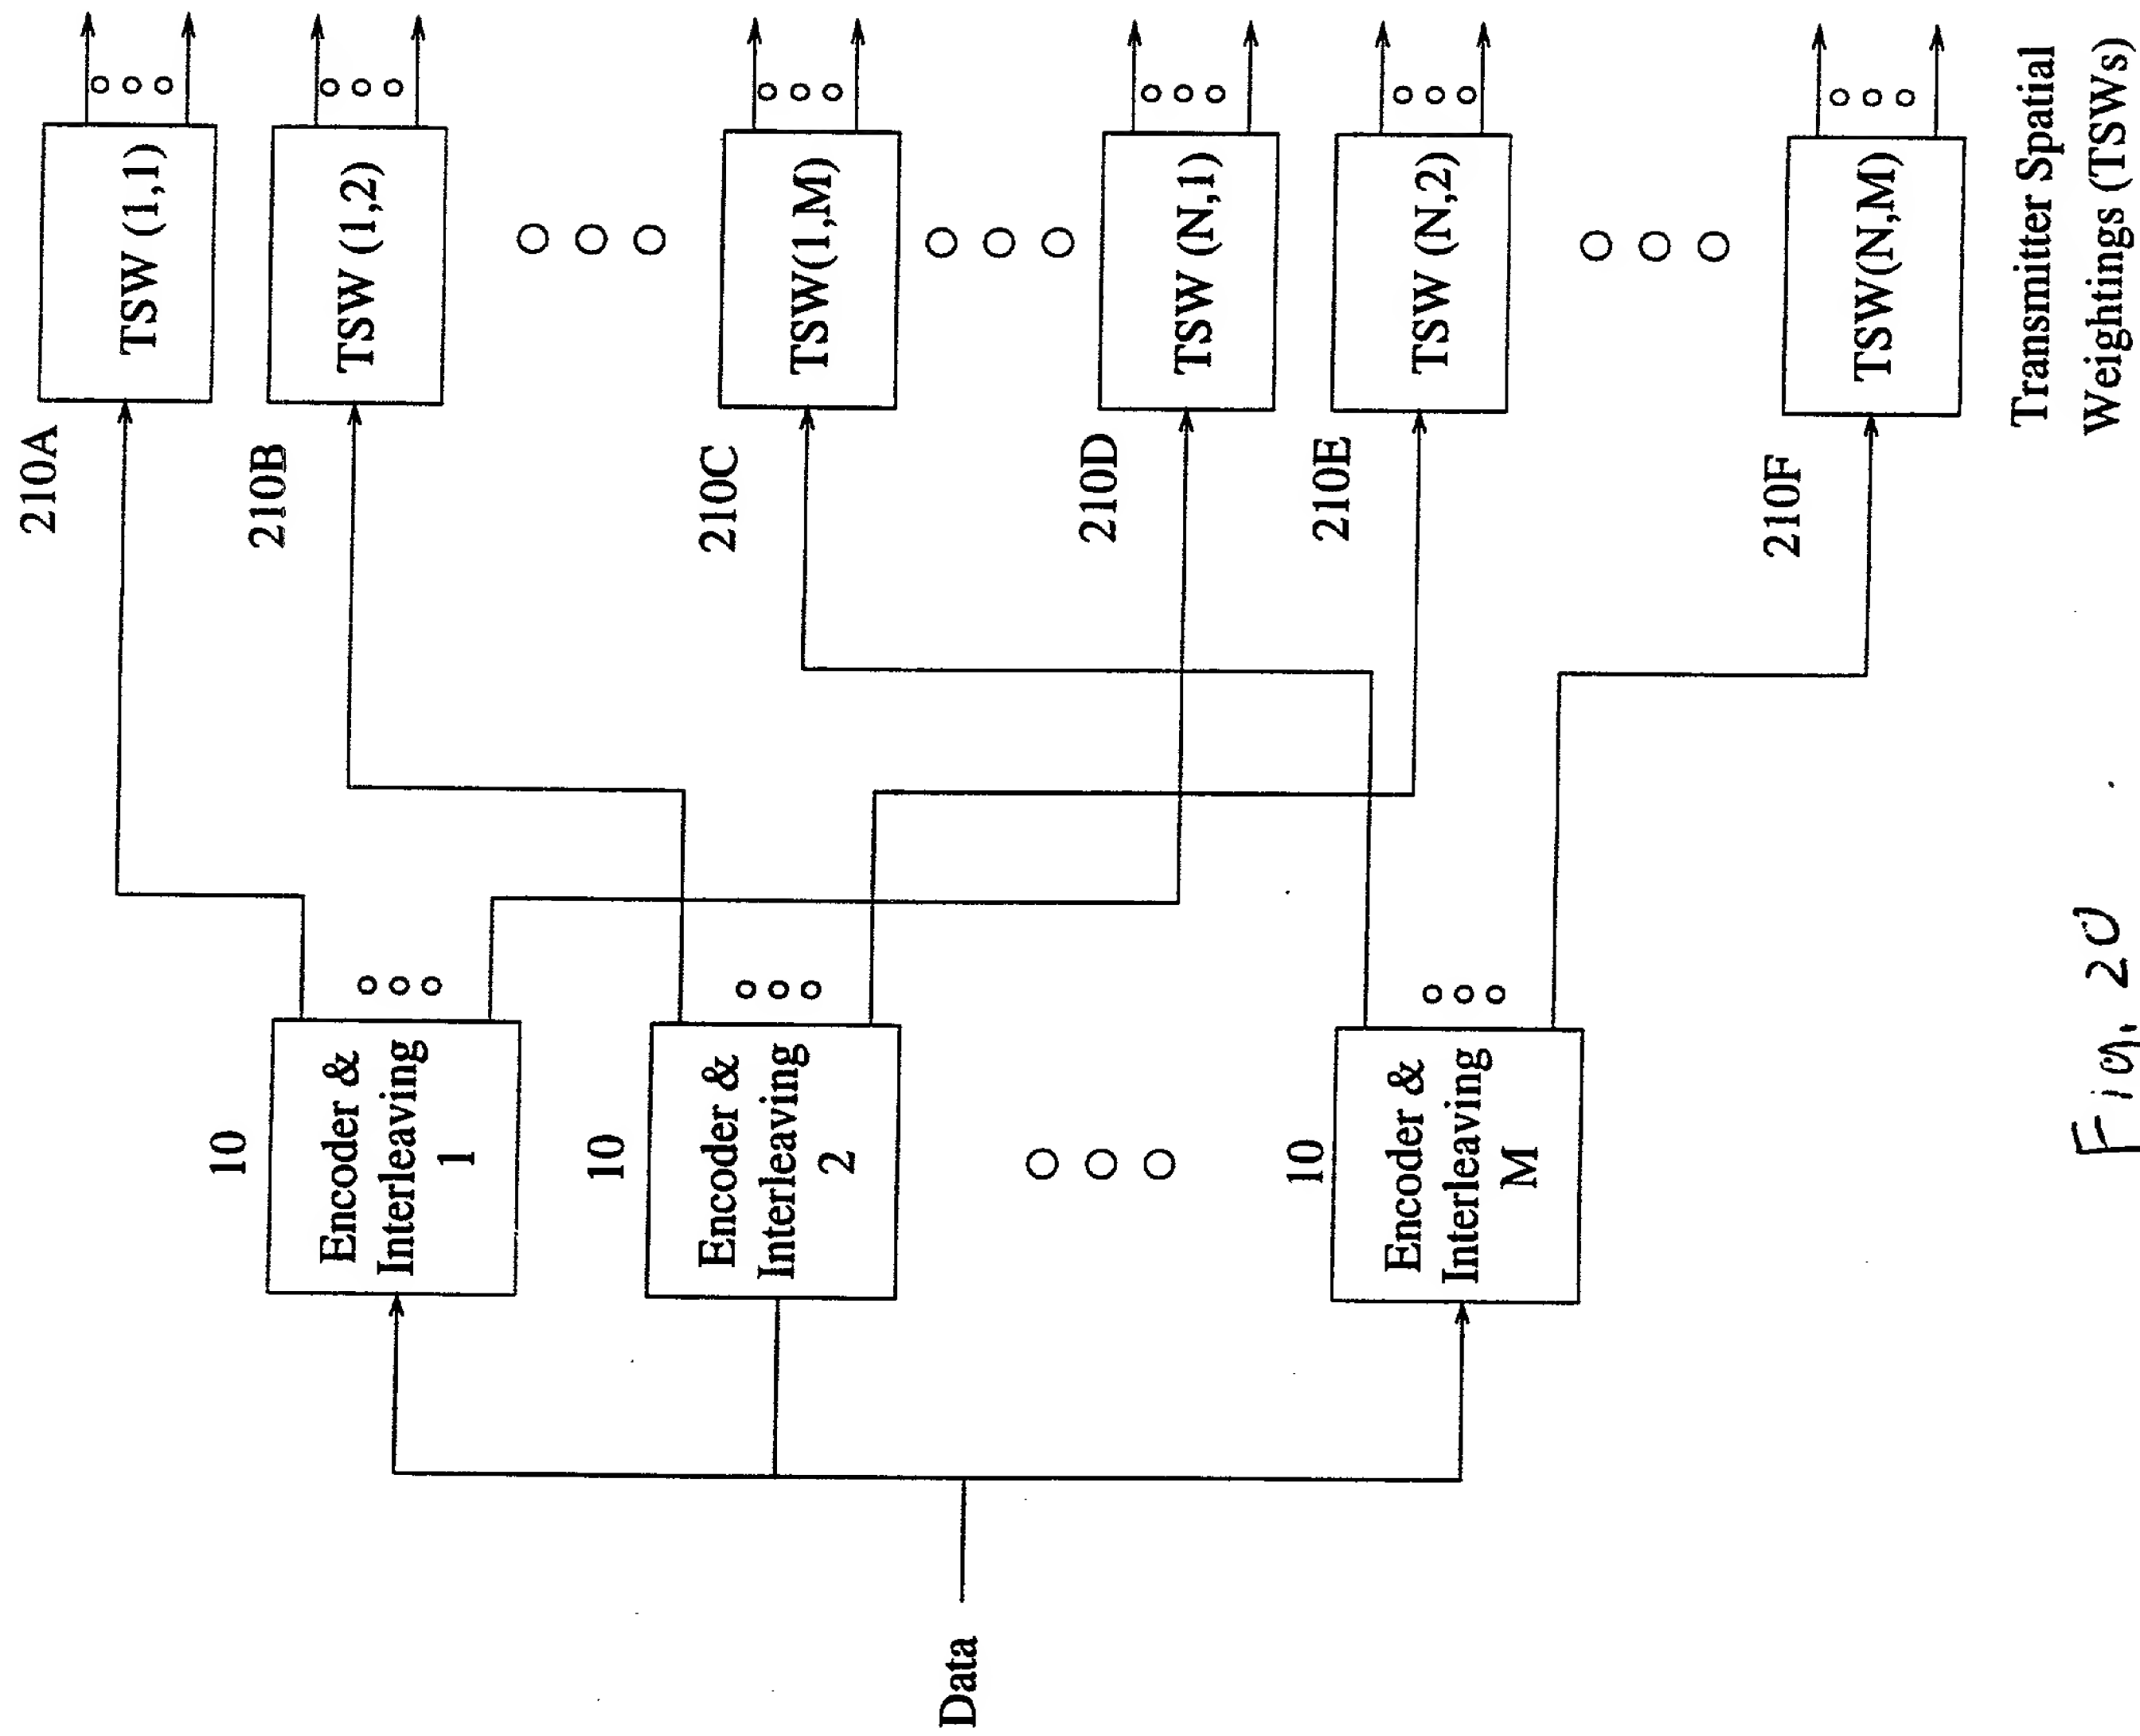 Data
10
Encoder &
Interleaving
1
10
Encoder &
Interleaving
2
10
Encoder &
Interleaving
M
210A
TSW (1,1)
210B
TSW (1,2)
210C
TSW(1,M)
210D
TSW (N,1)
210E
TSW (N,2)
210F
TSW(N,M)
Transmitter Spatial
Weightings (TSWs)
Fig. 20